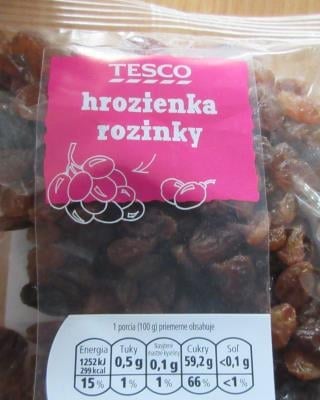 TESCO
hrozienka
rozinky
1 porcia (100 g) priemerne obsahuje
Energia Tuky Nasýtené mastné kyseliny Cukry Soľ
1252 kJ 299 kcal 0,5 g 0,1 g 59,2 g <0,1 g
15 % 1 % 1 % 66 % <1 %